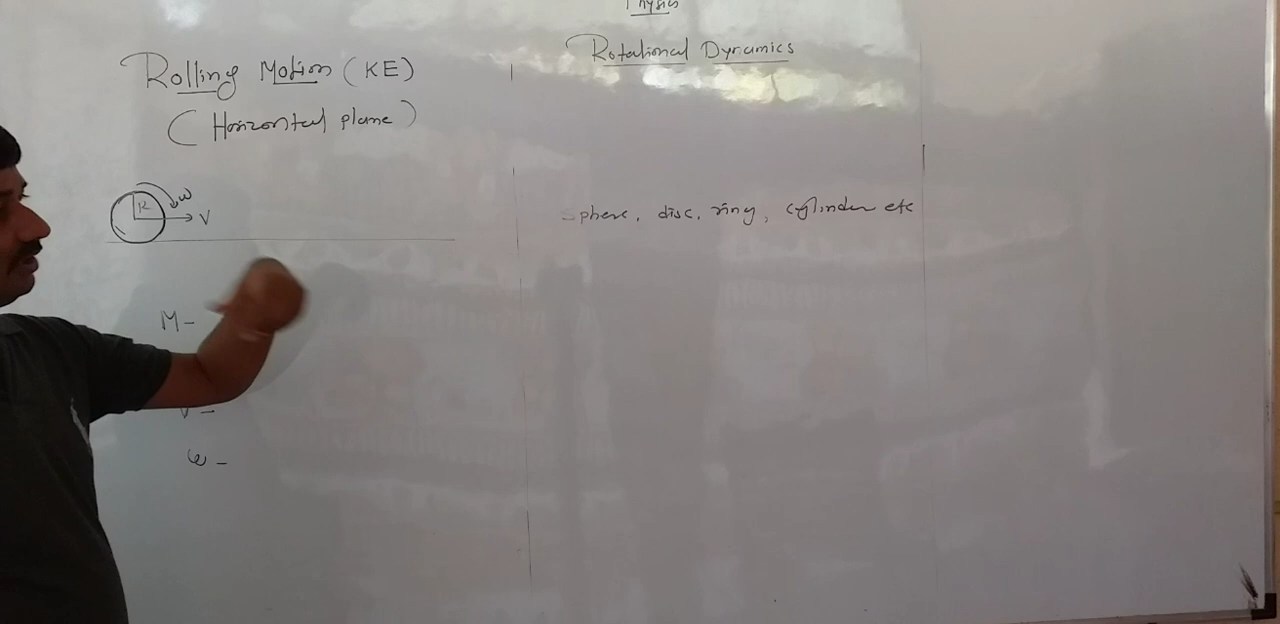 Physics
Rotational Dynamics
Rolling Motion (KE)
(Horizontal plane)
R
ω
V
Sphere, disc, ring, cylinder etc
M-
V-
ω-